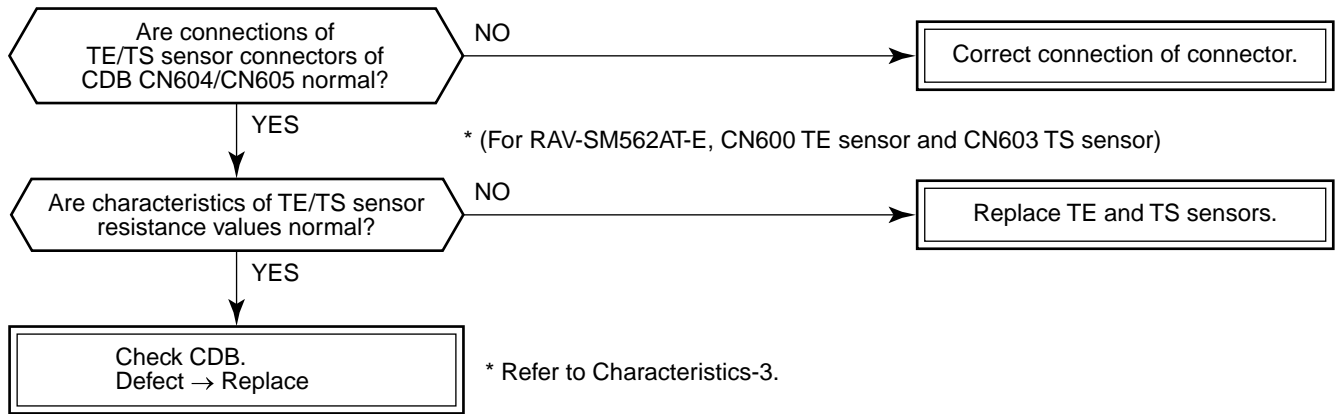 Are connections of
TE/TS sensor connectors of
CDB CN604/CN605 normal?
NO
Correct connection of connector.
YES
* (For RAV-SM562AT-E, CN600 TE sensor and CN603 TS sensor)
Are characteristics of TE/TS sensor
resistance values normal?
NO
Replace TE and TS sensors.
YES
Check CDB.
Defect → Replace
* Refer to Characteristics-3.